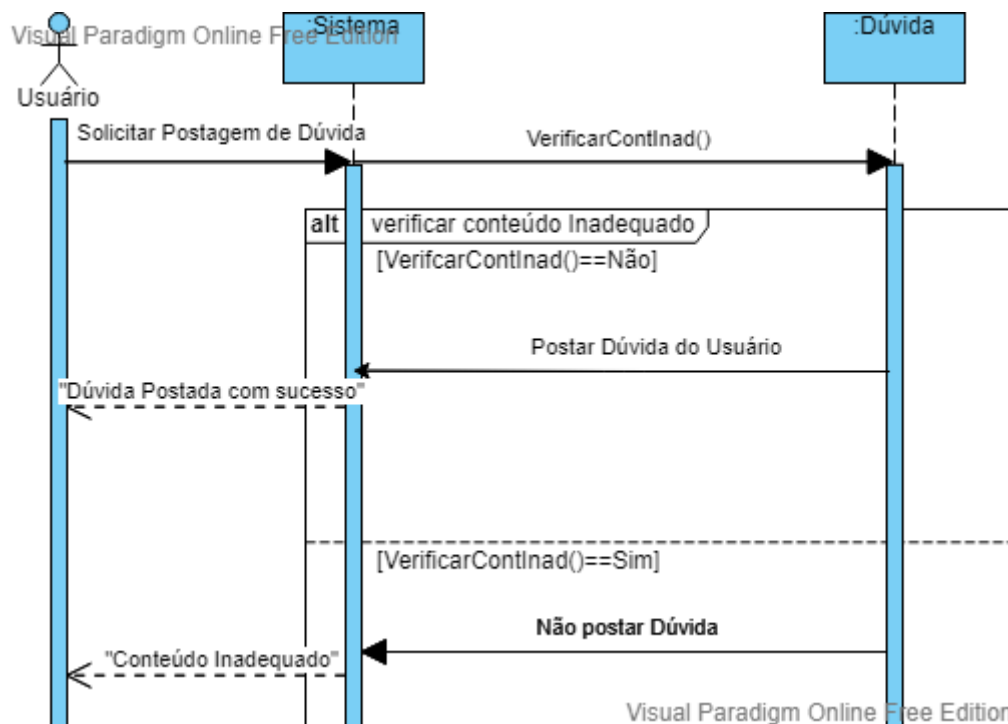 Visual Paradigm Online Free Edition
:Sistema
:Dúvida
Usuário
Solicitar Postagem de Dúvida
VerificarContInad()
alt
verificar conteúdo Inadequado
[VerifcarContInad()==Não]
Postar Dúvida do Usuário
"Dúvida Postada com sucesso"
[VerificarContInad()==Sim]
Não postar Dúvida
"Conteúdo Inadequado"
Visual Paradigm Online Free Edition